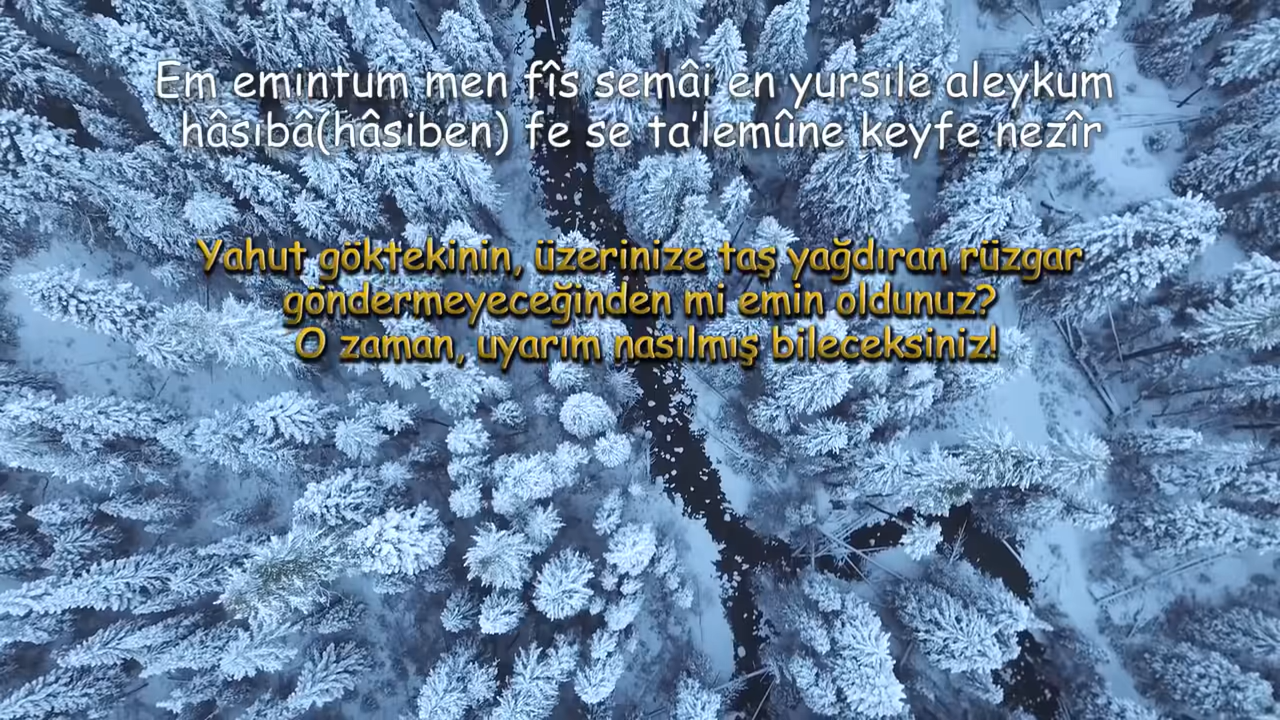 Em emintum men fîs semâi en yursile aleykum
hâsıbâ(hâsiben) fe se ta'lemûne keyfe nezîr
Yahut göktekinin, üzerinize taş yağdıran rüzgar
göndermeyeceğinden mi emin oldunuz?
O zaman, uyarım nasılmış bileceksiniz!